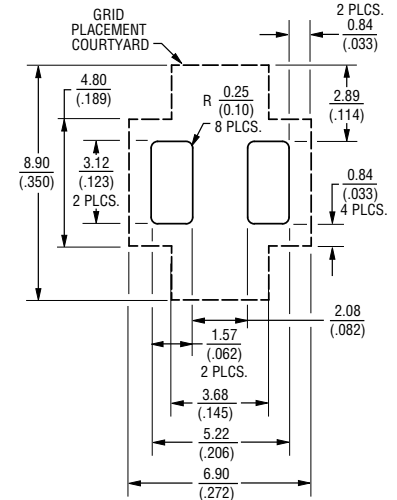 GRID
PLACEMENT
COURTYARD
2 PLCS.
0.84
(.033)
4.80
(.189)
R 0.25
(0.10)
8 PLCS.
2.89
(.114)
8.90
(.350)
3.12
(.123)
2 PLCS.
0.84
(.033)
4 PLCS.
2.08
(.082)
1.57
(.062)
2 PLCS.
3.68
(.145)
5.22
(.206)
6.90
(.272)